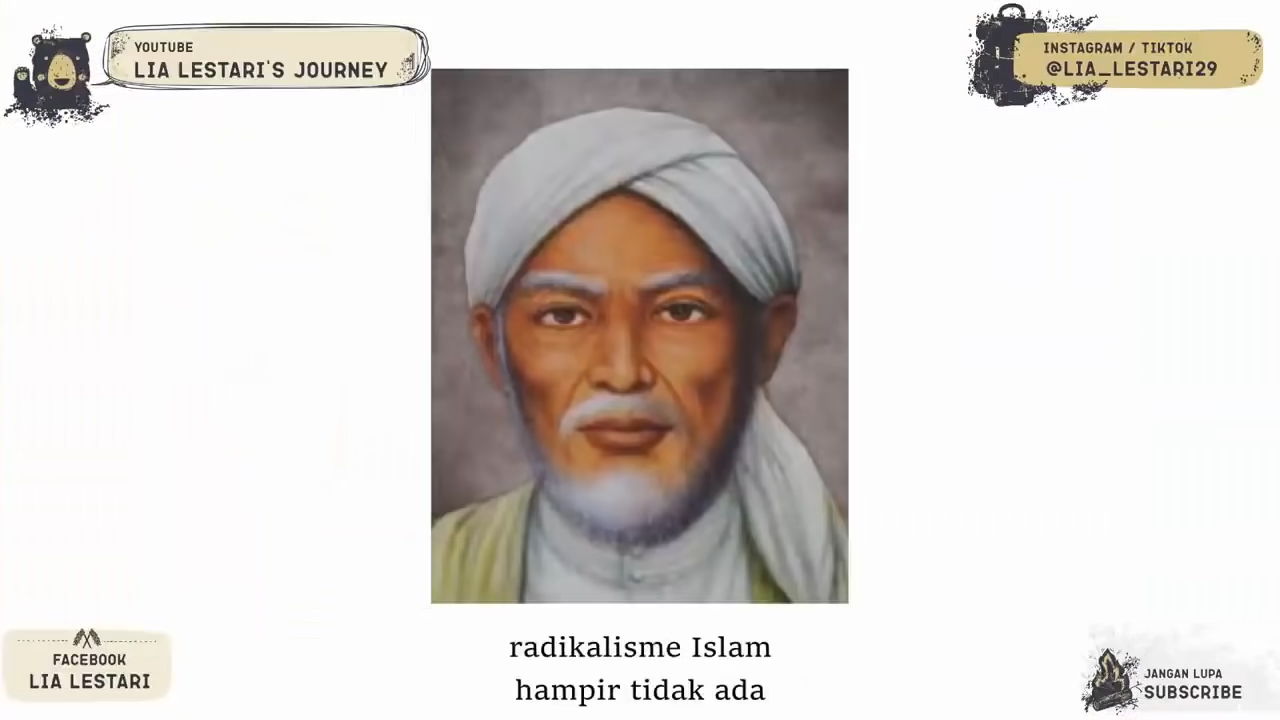 YOUTUBE
LIA LESTARI'S JOURNEY
INSTAGRAM / TIKTOK
@LIA_LESTARI29
radikalisme Islam
hampir tidak ada
FACEBOOK
LIA LESTARI
JANGAN LUPA
SUBSCRIBE